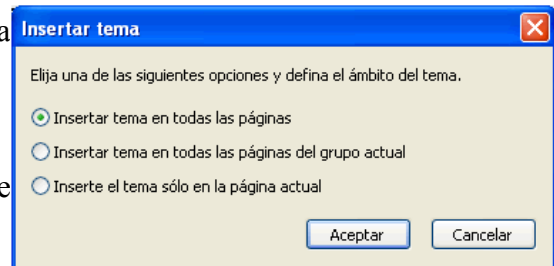 a
Insertar tema
Elija una de las siguientes opciones y defina el ámbito del tema.
Insertar tema en todas las páginas
Insertar tema en todas las páginas del grupo actual
e
Inserte el tema sólo en la página actual
Aceptar Cancelar